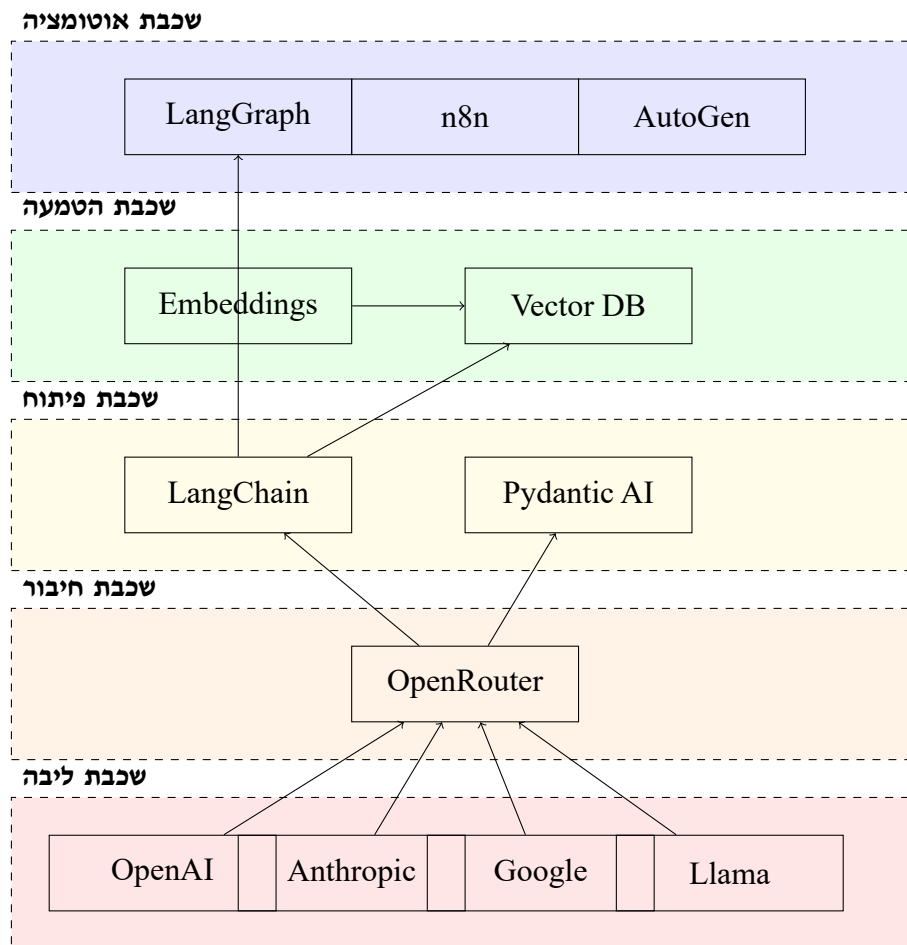 שכבת אוטומציה
LangGraph n8n AutoGen
שכבת הטמעה
Embeddings Vector DB
שכבת פיתוח
LangChain Pydantic AI
שכבת חיבור
OpenRouter
שכבת ליבה
OpenAI Anthropic Google Llama